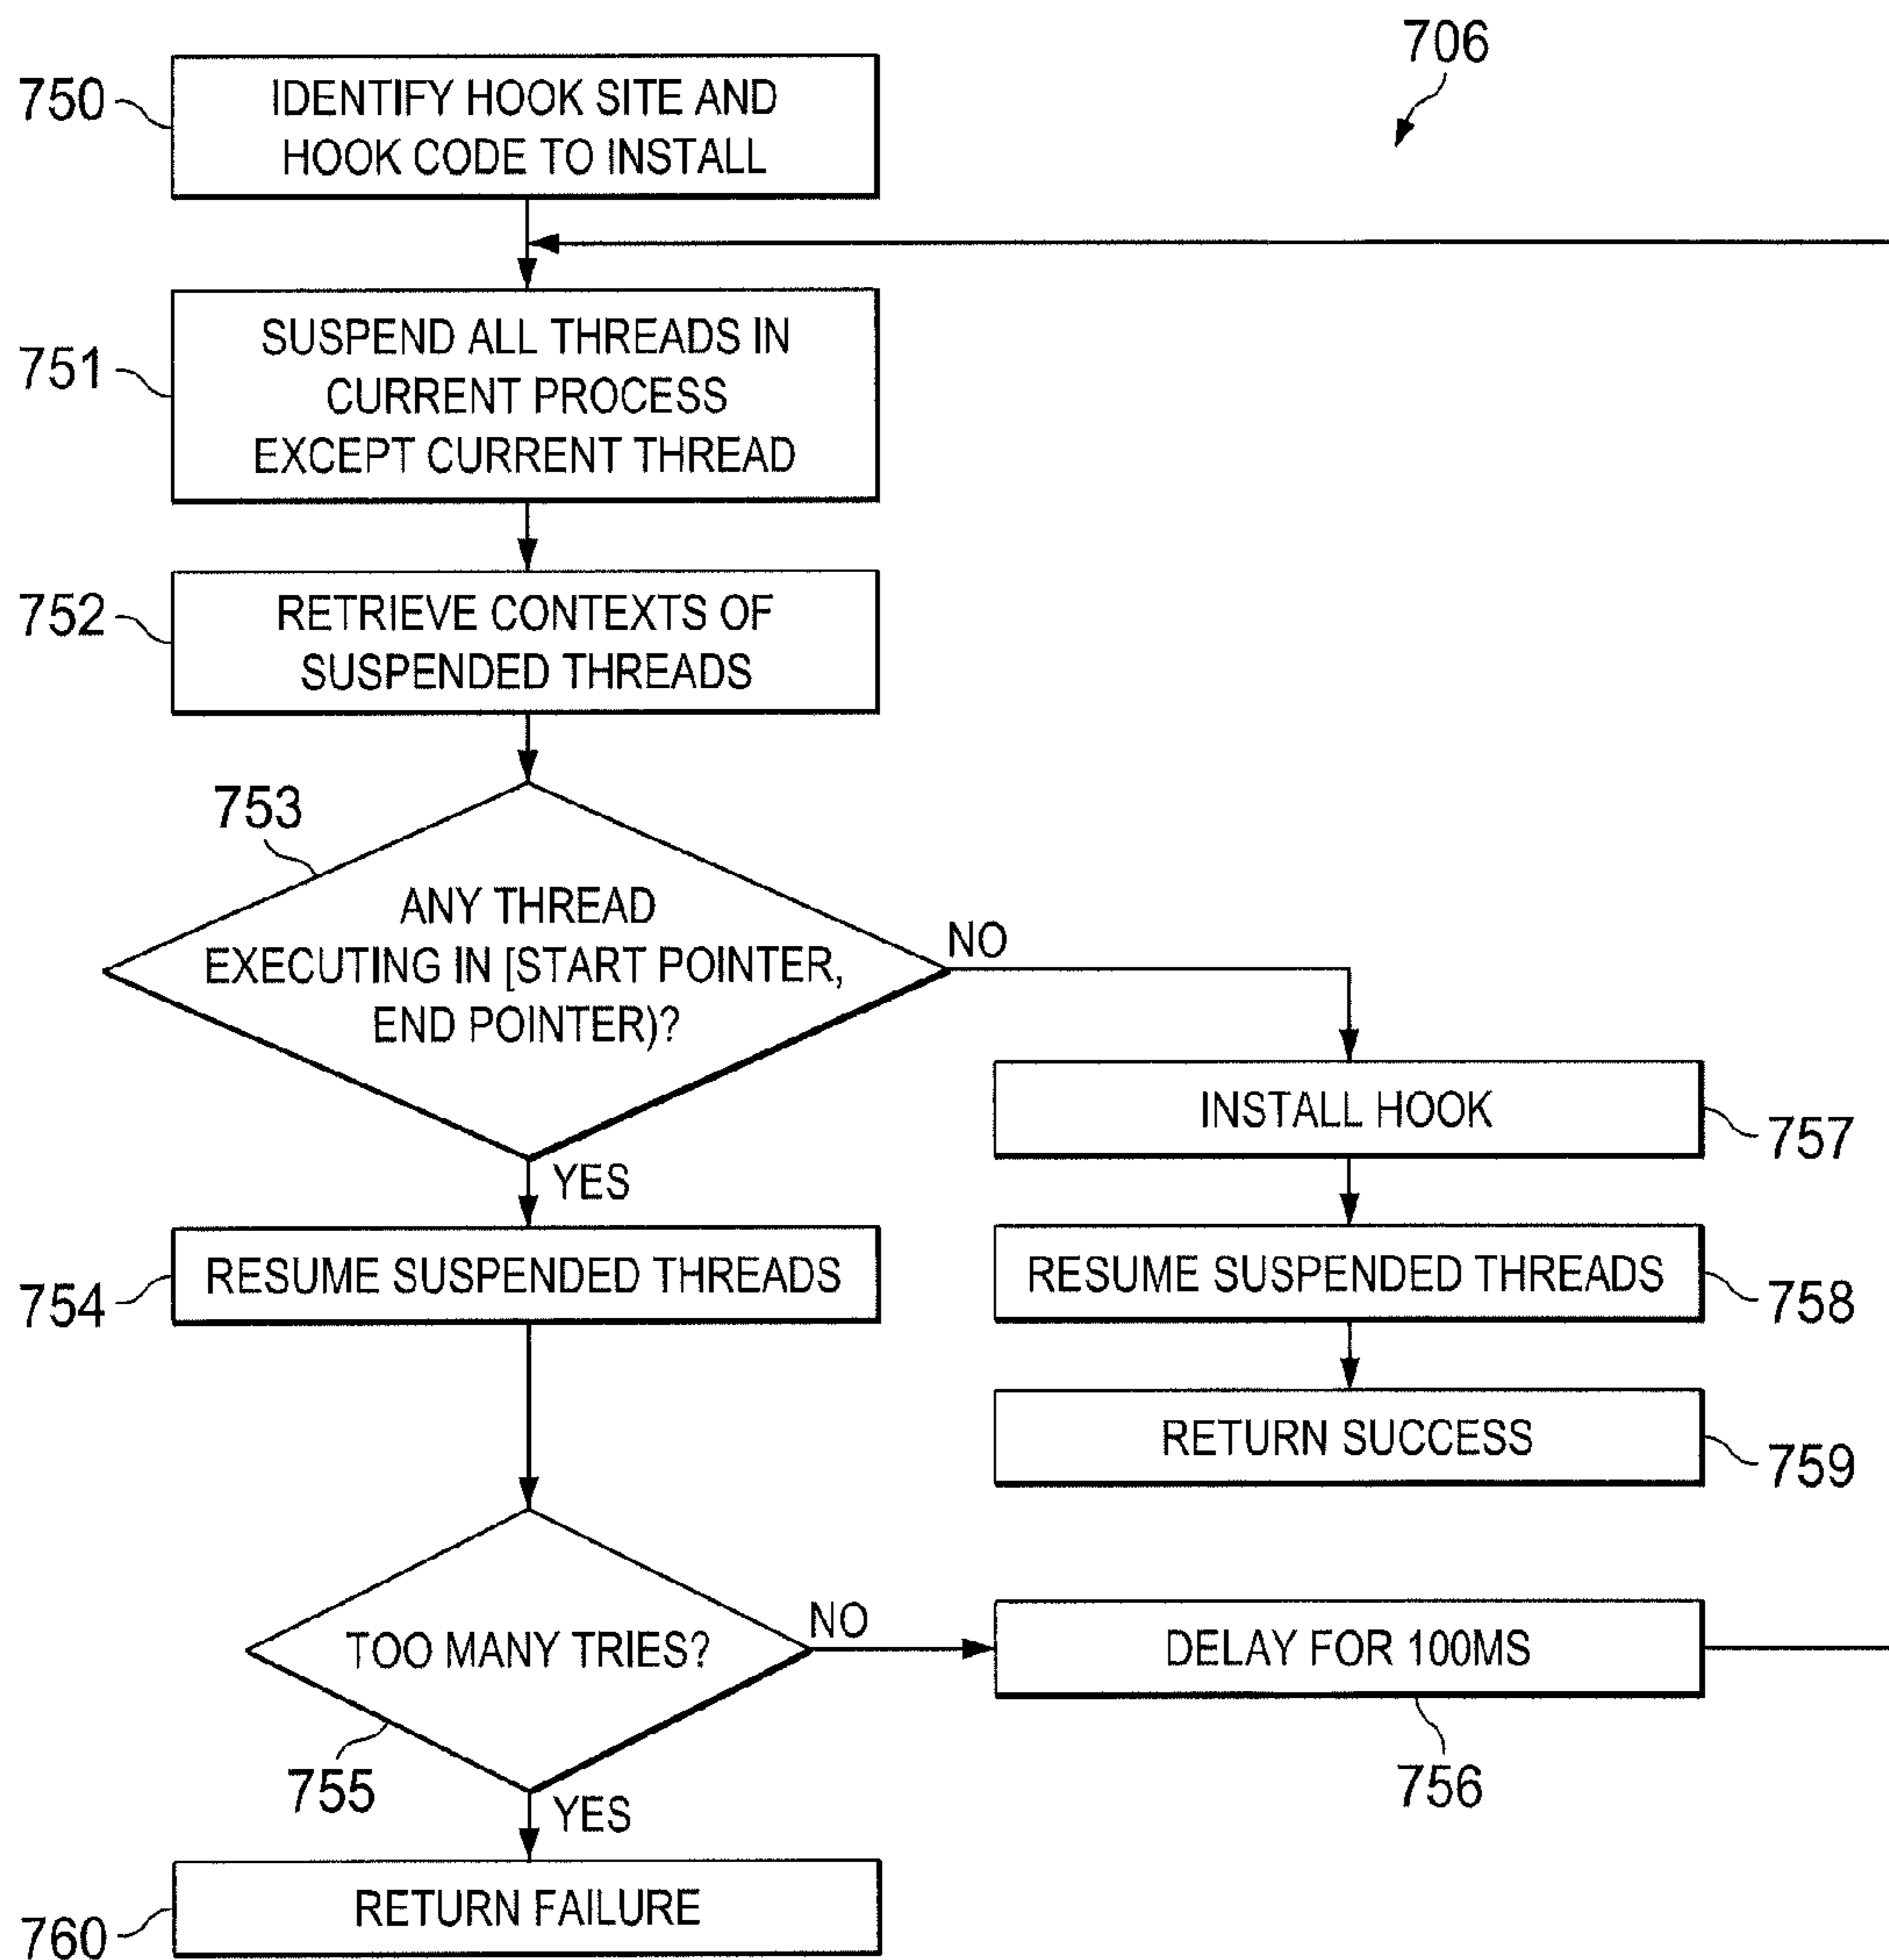 706
750
IDENTIFY HOOK SITE AND
HOOK CODE TO INSTALL
751
SUSPEND ALL THREADS IN
CURRENT PROCESS
EXCEPT CURRENT THREAD
752
RETRIEVE CONTEXTS OF
SUSPENDED THREADS
753
ANY THREAD
EXECUTING IN [START POINTER,
END POINTER)?
NO
YES
INSTALL HOOK
757
754
RESUME SUSPENDED THREADS
RESUME SUSPENDED THREADS
758
RETURN SUCCESS
759
TOO MANY TRIES?
NO
755
YES
DELAY FOR 100MS
756
760
RETURN FAILURE